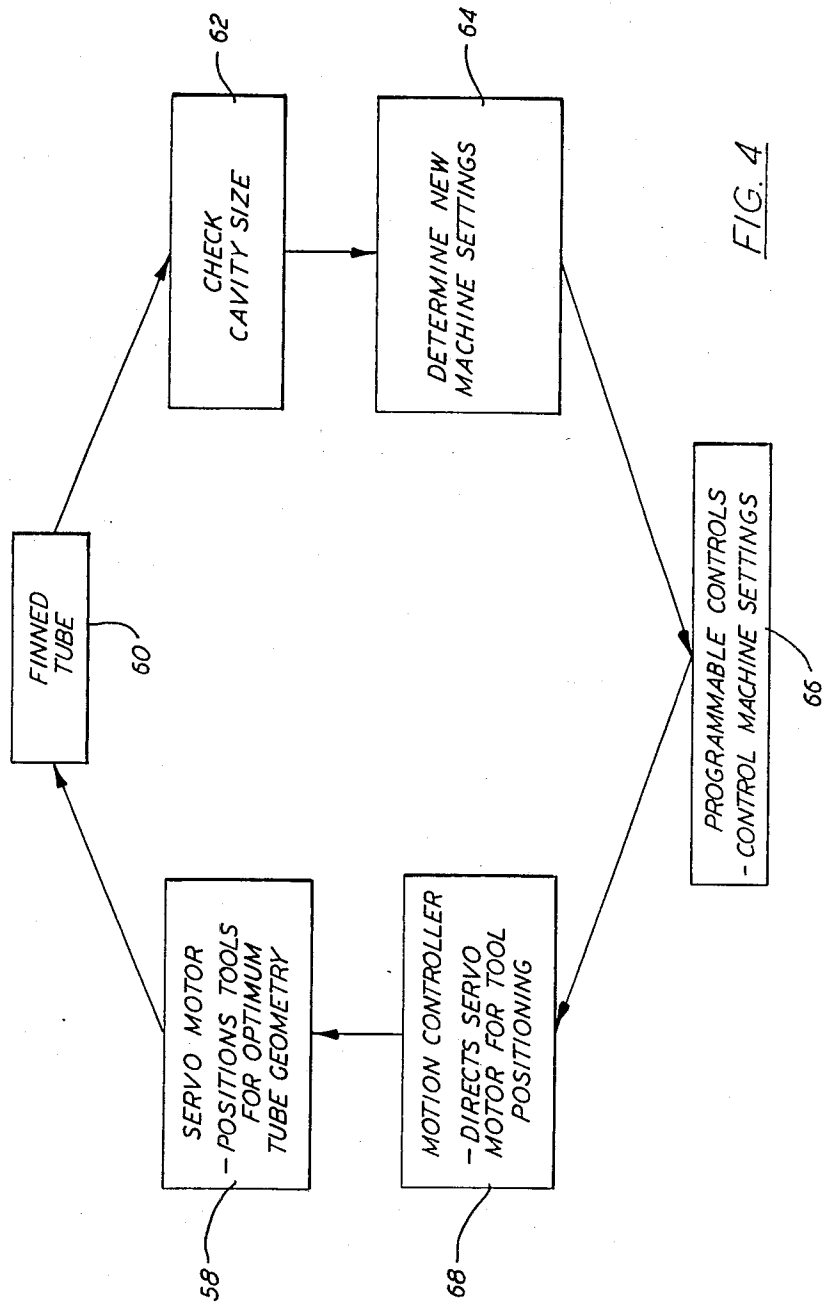 FINNED
TUBE
60
CHECK
CAVITY SIZE
62
DETERMINE NEW
MACHINE SETTINGS
64
PROGRAMMABLE CONTROLS
- CONTROL MACHINE SETTINGS
66
MOTION CONTROLLER
- DIRECTS SERVO
MOTOR FOR TOOL
POSITIONING
68
SERVO MOTOR
- POSITIONS TOOLS
FOR OPTIMUM
TUBE GEOMETRY
58
FIG. 4